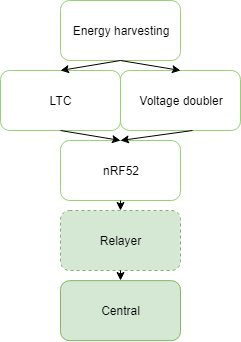 Energy harvesting
LTC
Voltage doubler
nRF52
Relayer
Central